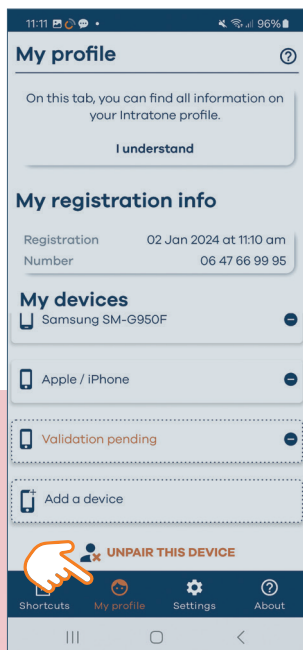 11:11 96%
My profile
On this tab, you can find all information on
your Intratone profile.
I understand
My registration info
Registration 02 Jan 2024 at 11:10 am
Number 06 47 66 99 95
My devices
Samsung SM-G950F
Apple / iPhone
Validation pending
Add a device
UNPAIR THIS DEVICE
Shortcuts My profile Settings About